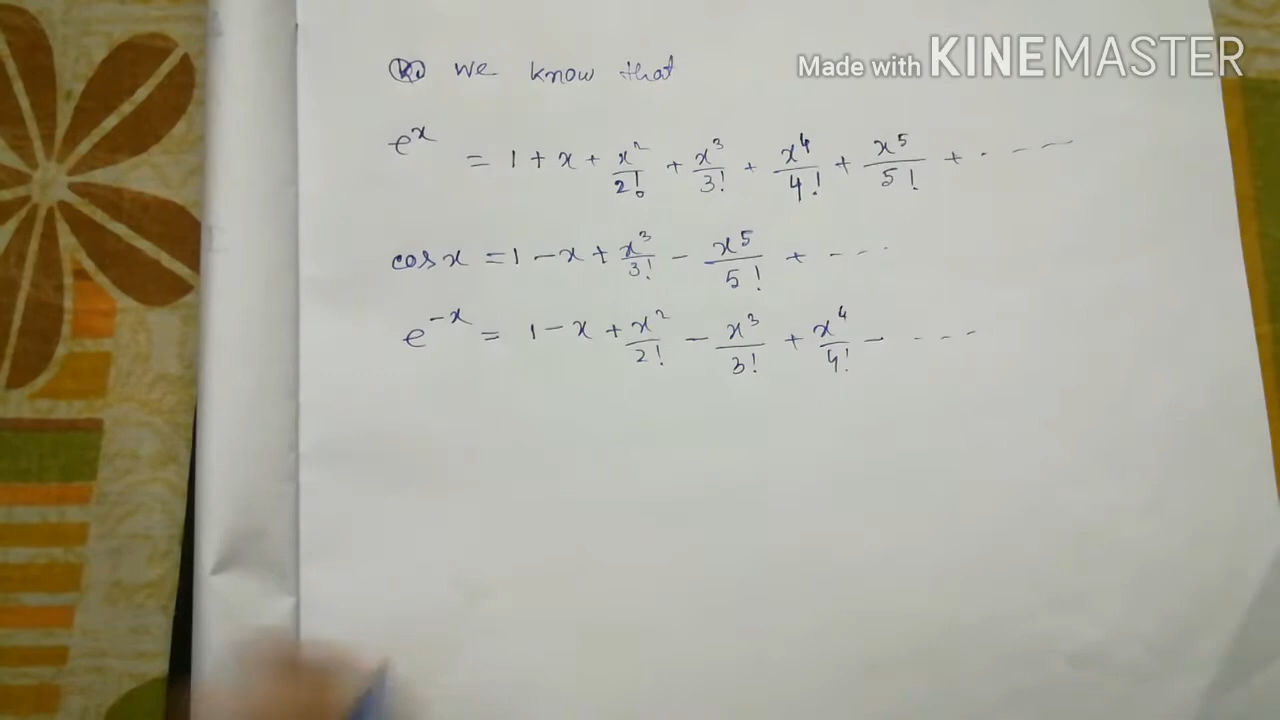 We know that
Made with KINEMASTER
e^x = 1 + x + x^2/2! + x^3/3! + x^4/4! + x^5/5! + . - - -
cos x = 1 - x + x^3/3! - x^5/5! + - - - .
e^-x = 1 - x + x^2/2! - x^3/3! + x^4/4! - - - -